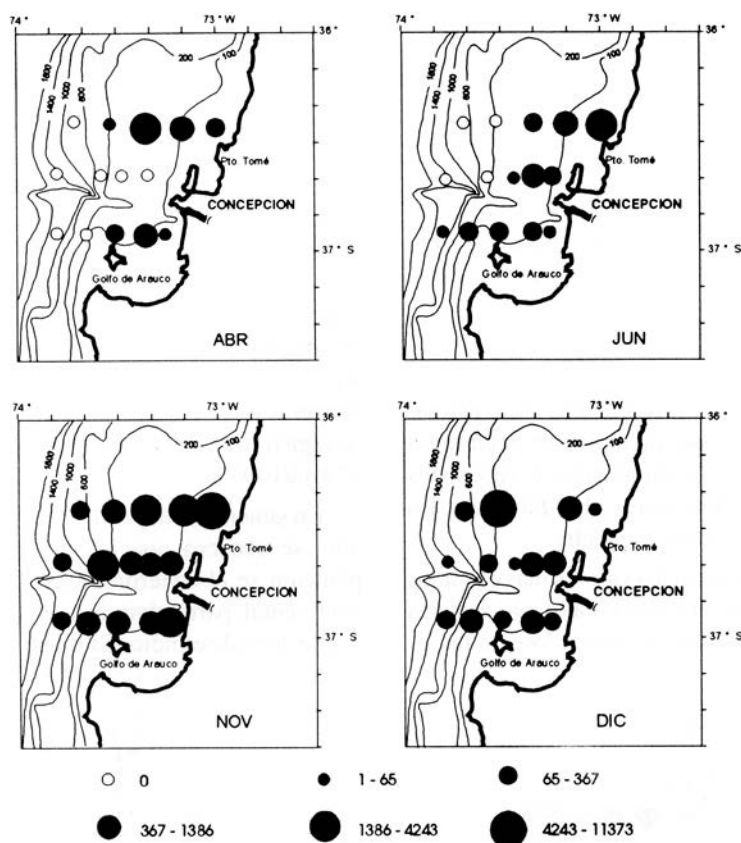 74 ° 73 ° W 36 °
200
100
1800
1400
1000
800
Pto. Tomé
CONCEPCION
37 ° S
Golfo de Arauco
ABR
74 ° 73 ° W 36 °
200
100
1800
1400
1000
800
Pto. Tomé
CONCEPCION
37 ° S
Golfo de Arauco
JUN
74 ° 73 ° W 36 °
200
100
1800
1400
1000
600
Pto. Tomé
CONCEPCION
37 ° S
Golfo de Arauco
NOV
74 ° 73 ° W 36 °
200
100
1800
1400
1000
600
Pto. Tomé
CONCEPCION
37 ° S
Golfo de Arauco
DIC
0 1 - 65 65 - 367
367 - 1386 1386 - 4243 4243 - 11373